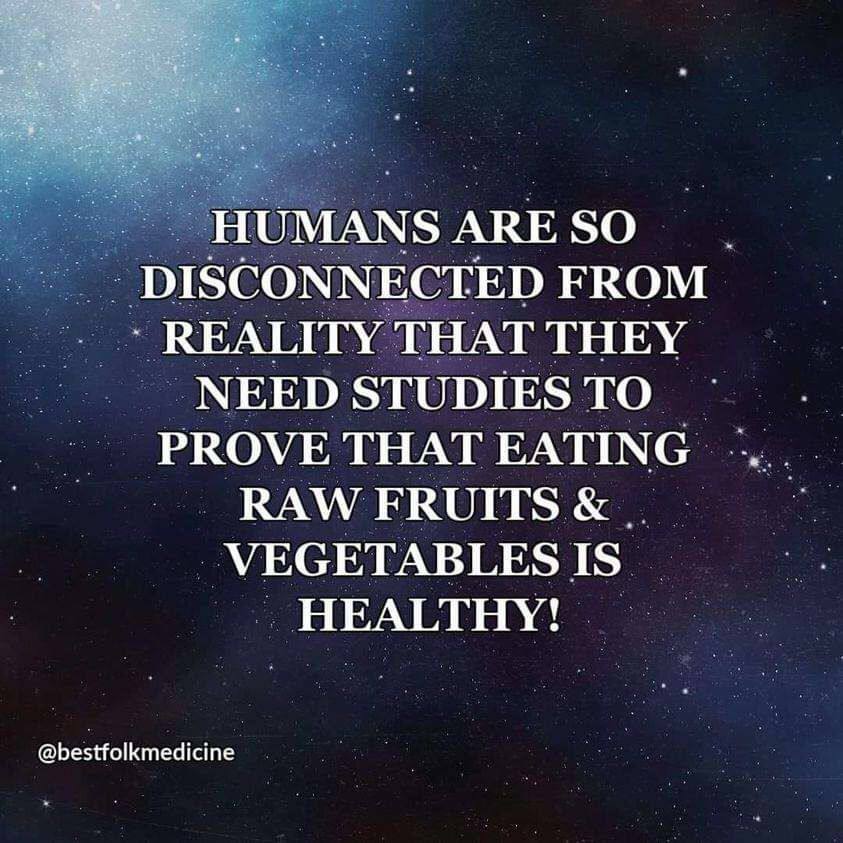 HUMANS ARE SO
DISCONNECTED FROM
REALITY THAT THEY
NEED STUDIES TO
PROVE THAT EATING
RAW FRUITS &
VEGETABLES IS
HEALTHY!
@bestfolkmedicine